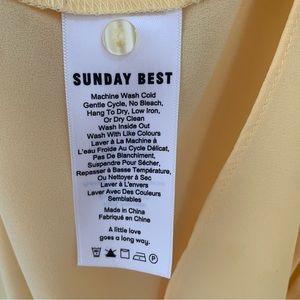 SUNDAY BEST
Machine Wash Cold
Gentle Cycle, No Bleach,
Hang To Dry, Low Iron,
Or Dry Clean
Wash Inside Out
Wash With Like Colours
Laver À La Machine À
L'eau Froide Au Cycle Délicat,
Pas De Blanchiment,
Suspendre Pour Sécher,
Repasser à Basse Température,
Ou Nettoyer à Sec
Laver à L'envers
Laver Avec Des Couleurs
Semblables
Made in China
Fabriqué en China
A little love
goes a long way.
P